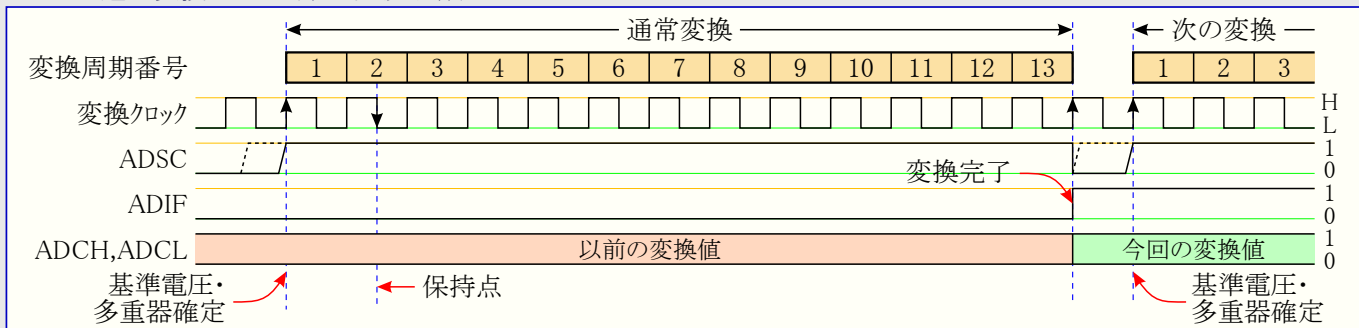 通常変換
次の変換
変換周期番号
1 2 3 4 5 6 7 8 9 10 11 12 13
1 2 3
変換クロック
H
L
ADSC
1
0
変換完了
ADIF
1
0
ADCH,ADCL
以前の変換値
今回の変換値
1
0
基準電圧・
多重器確定
保持点
基準電圧・
多重器確定